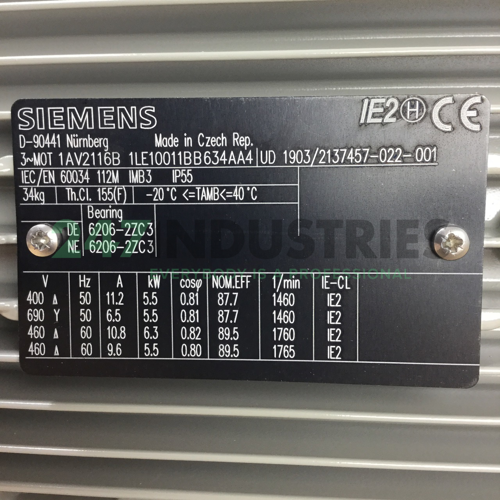 SIEMENS IE2 H CE
D-90441 Nürnberg Made in Czech Rep.
3~MOT 1AV2116B 1LE10011BB634AA4 UD 1903/2137457-022-001
IEC/EN 60034 112M IMB3 IP55
34kg Th.Cl. 155(F) -20°C <=TAMB<=40°C
Bearing
DE 6206-2ZC3
NE 6206-2ZC3
INDUSTRIES
EVERYBODY IS A PROFESSIONAL
V Hz A kW cosφ NOM.EFF 1/min IE-CL
400 Δ 50 11.2 5.5 0.81 87.7 1460 IE2
690 Y 50 6.5 5.5 0.81 87.7 1460 IE2
460 Δ 60 10.8 6.3 0.82 89.5 1760 IE2
460 Δ 60 9.6 5.5 0.80 89.5 1765 IE2